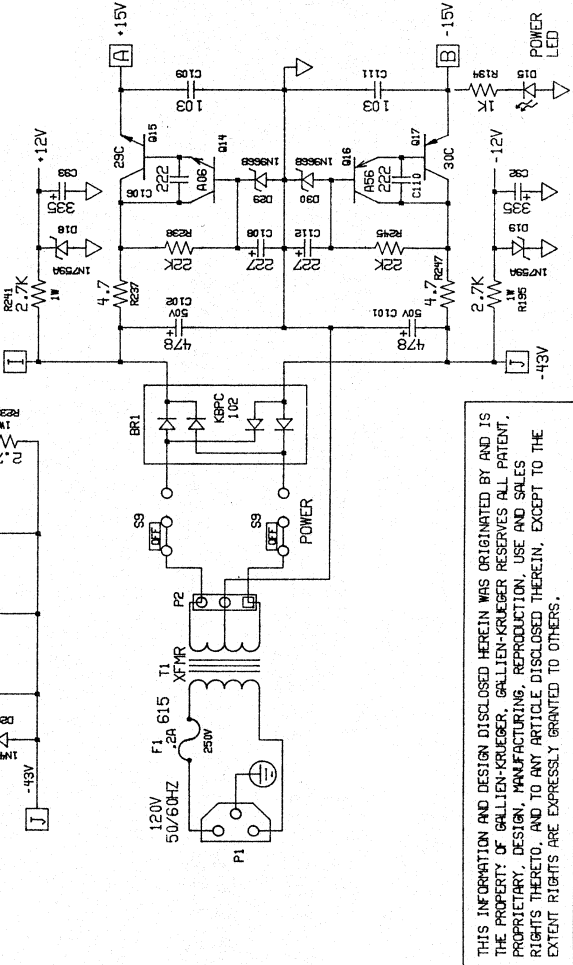 A
+15V
C109
103
Q15
29C
C106
222
A06
Q14
1N966B
D29
+12V
C93
335
+
D18
1N759A
R241
2.7K
1W
4.7
R237
R238
22K
C108
227
+
I
50V C102
478
+
C111
103
B
-15V
POWER
LED
R194
1K
D15
1N966B
D30
Q16
A56
222
C110
Q17
30C
-12V
C92
335
+
D19
1N759A
2.7K
1W
R195
4.7
R247
R245
22K
C112
227
+
50V C101
478
+
J
-43V
BR1
KBPC
102
S9
OFF
S9
OFF
POWER
P2
T1
XFMR
F1
615
.2A
250V
120V
50/60HZ
P1
1W
J
-43V
THIS INFORMATION AND DESIGN DISCLOSED HEREIN WAS ORIGINATED BY AND IS
THE PROPERTY OF GALLIEN-KRUEGER. GALLIEN-KRUEGER RESERVES ALL PATENT,
PROPRIETARY, DESIGN, MANUFACTURING, REPRODUCTION, USE AND SALES
RIGHTS THERETO, AND TO ANY ARTICLE DISCLOSED THEREIN, EXCEPT TO THE
EXTENT RIGHTS ARE EXPRESSLY GRANTED TO OTHERS.